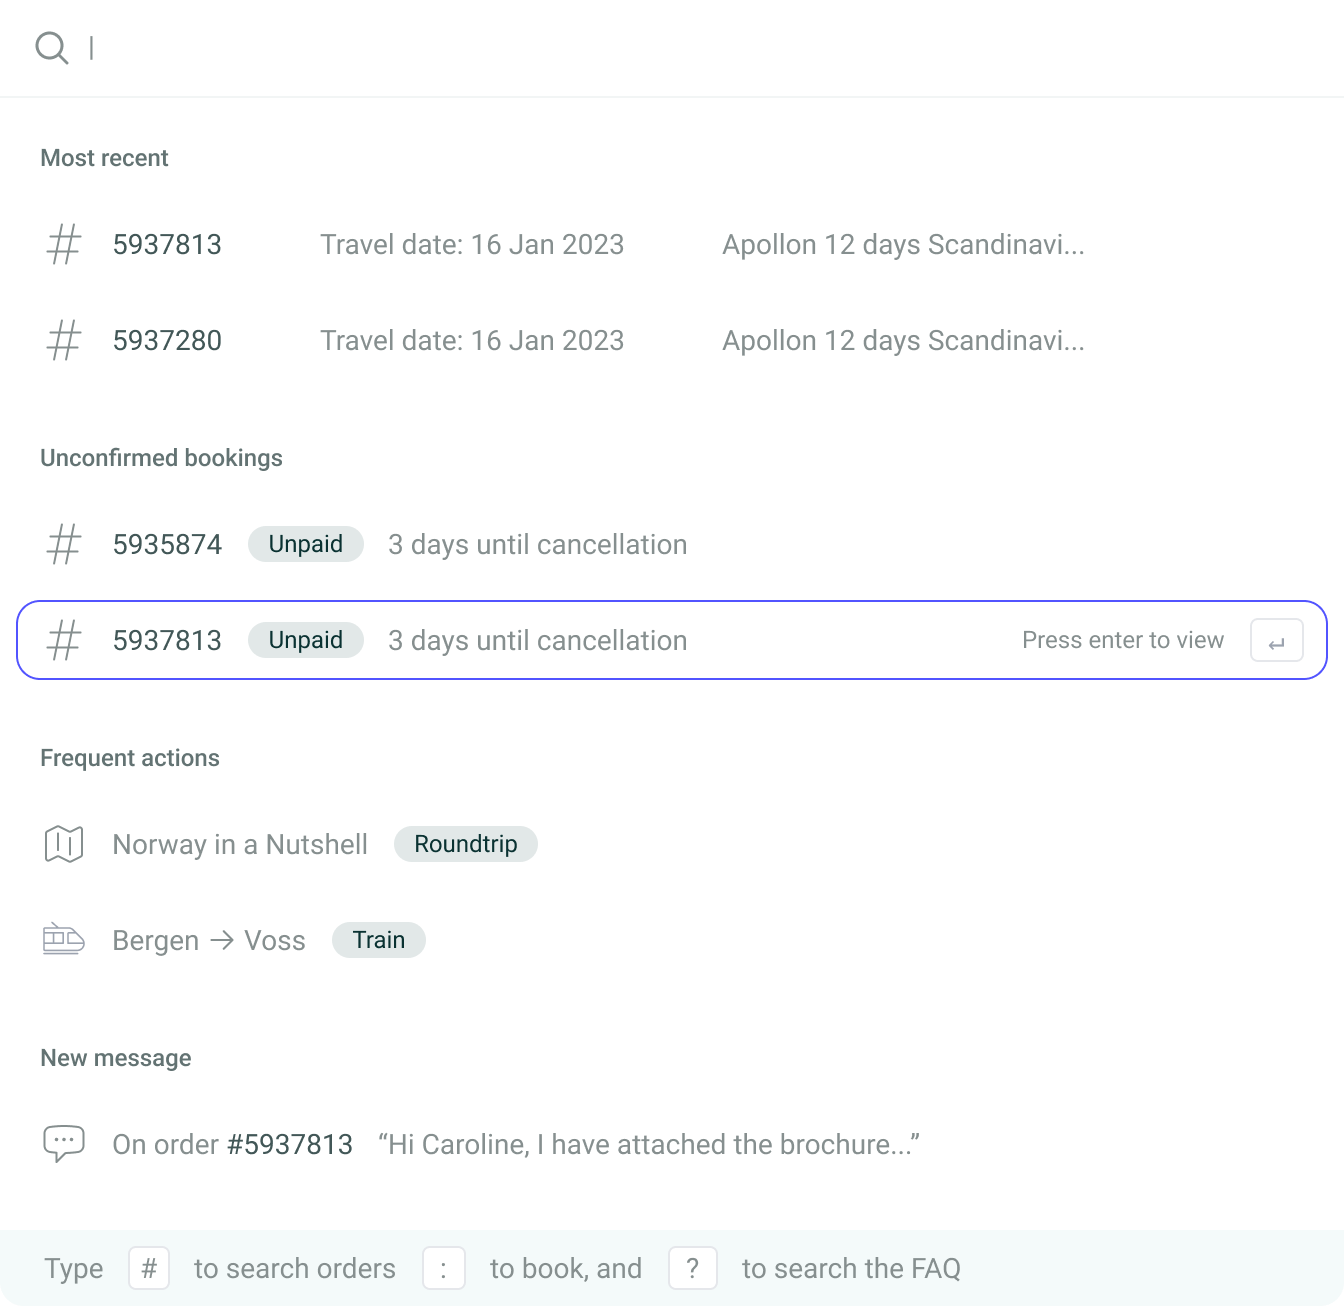 Most recent
# 5937813 Travel date: 16 Jan 2023 Apollon 12 days Scandinavi...
# 5937280 Travel date: 16 Jan 2023 Apollon 12 days Scandinavi...
Unconfirmed bookings
# 5935874 Unpaid 3 days until cancellation
# 5937813 Unpaid 3 days until cancellation Press enter to view ↵
Frequent actions
Norway in a Nutshell Roundtrip
Bergen → Voss Train
New message
On order #5937813 “Hi Caroline, I have attached the brochure...”
Type # to search orders : to book, and ? to search the FAQ